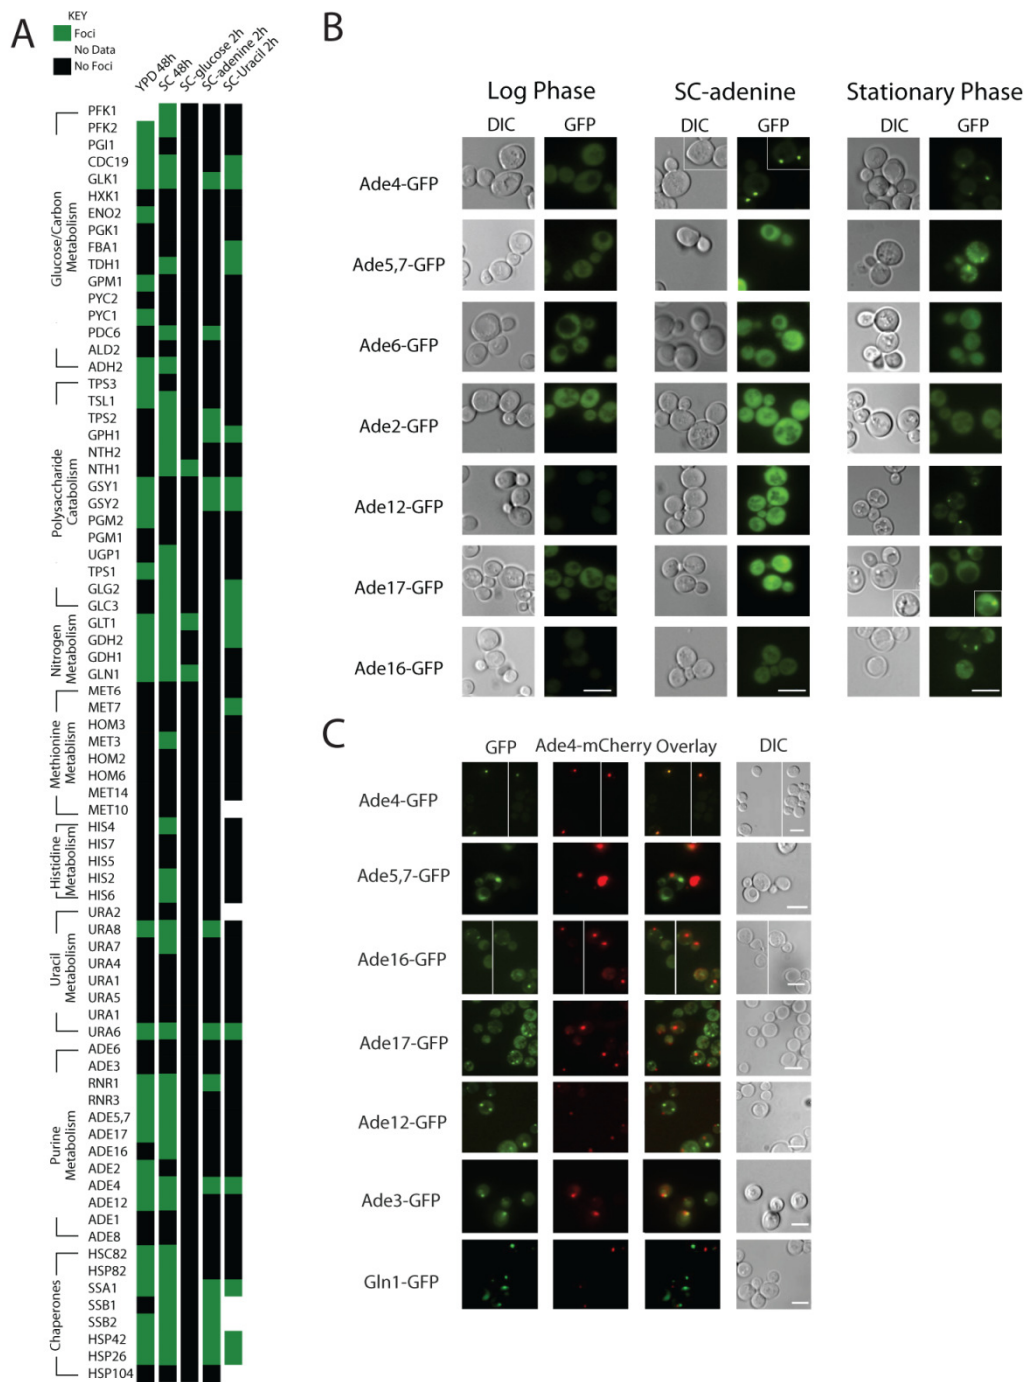 A
KEY
Foci
No Data
No Foci
YPD 48h
SC 48h
SC-glucose 2h
SC-adenine 2h
SC-Uracil 2h
Glucose/Carbon
Metabolism
PFK1
PFK2
PGI1
CDC19
GLK1
HXK1
ENO2
PGK1
FBA1
TDH1
GPM1
PYC2
PYC1
PDC6
ALD2
ADH2
Polysaccharide
Catabolism
TPS3
TSL1
TPS2
GPH1
NTH2
NTH1
GSY1
GSY2
PGM2
PGM1
UGP1
TPS1
GLG2
GLC3
Nitrogen
Metabolism
GLT1
GDH2
GDH1
GLN1
Methionine
Metabolism
MET6
MET7
HOM3
MET3
HOM2
HOM6
MET14
MET10
Histidine
Metabolism
HIS4
HIS7
HIS5
HIS2
HIS6
Uracil
Metabolism
URA2
URA8
URA7
URA4
URA1
URA5
URA1
URA6
Purine
Metabolism
ADE6
ADE3
RNR1
RNR3
ADE5,7
ADE17
ADE16
ADE2
ADE4
ADE12
ADE1
ADE8
Chaperones
HSC82
HSP82
SSA1
SSB1
SSB2
HSP42
HSP26
HSP104
B
Log Phase SC-adenine Stationary Phase
DIC GFP DIC GFP DIC GFP
Ade4-GFP
Ade5,7-GFP
Ade6-GFP
Ade2-GFP
Ade12-GFP
Ade17-GFP
Ade16-GFP
C
GFP Ade4-mCherry Overlay DIC
Ade4-GFP
Ade5,7-GFP
Ade16-GFP
Ade17-GFP
Ade12-GFP
Ade3-GFP
Gln1-GFP